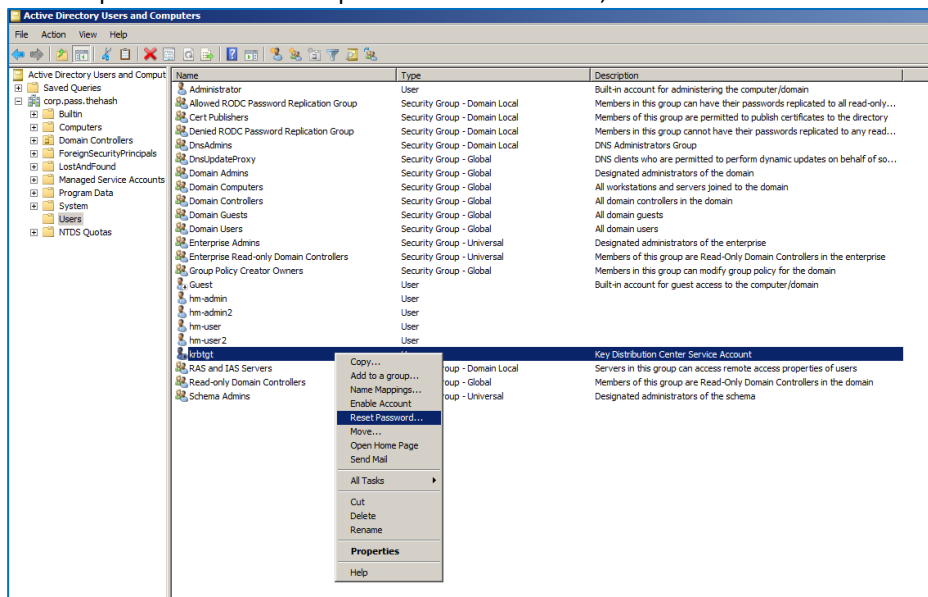 Active Directory Users and Computers
File Action View Help
Active Directory Users and Comput
Saved Queries
corp.pass.thehash
Builtin
Computers
Domain Controllers
ForeignSecurityPrincipals
LostAndFound
Managed Service Accounts
Program Data
System
Users
NTDS Quotas
Name Type Description
Administrator User Built-in account for administering the computer/domain
Allowed RODC Password Replication Group Security Group - Domain Local Members in this group can have their passwords replicated to all read-only...
Cert Publishers Security Group - Domain Local Members of this group are permitted to publish certificates to the directory
Denied RODC Password Replication Group Security Group - Domain Local Members in this group cannot have their passwords replicated to any read...
DnsAdmins Security Group - Domain Local DNS Administrators Group
DnsUpdateProxy Security Group - Global DNS clients who are permitted to perform dynamic updates on behalf of so...
Domain Admins Security Group - Global Designated administrators of the domain
Domain Computers Security Group - Global All workstations and servers joined to the domain
Domain Controllers Security Group - Global All domain controllers in the domain
Domain Guests Security Group - Global All domain guests
Domain Users Security Group - Global All domain users
Enterprise Admins Security Group - Universal Designated administrators of the enterprise
Enterprise Read-only Domain Controllers Security Group - Universal Members of this group are Read-Only Domain Controllers in the enterprise
Group Policy Creator Owners Security Group - Global Members in this group can modify group policy for the domain
Guest User Built-in account for guest access to the computer/domain
hm-admin User
hm-admin2 User
hm-user User
hm-user2 User
krbtgt Key Distribution Center Service Account
RAS and IAS Servers oup - Domain Local Servers in this group can access remote access properties of users
Read-only Domain Controllers oup - Global Members of this group are Read-Only Domain Controllers in the domain
Schema Admins oup - Universal Designated administrators of the schema
Copy...
Add to a group...
Name Mappings...
Enable Account
Reset Password...
Move...
Open Home Page
Send Mail
All Tasks
Cut
Delete
Rename
Properties
Help